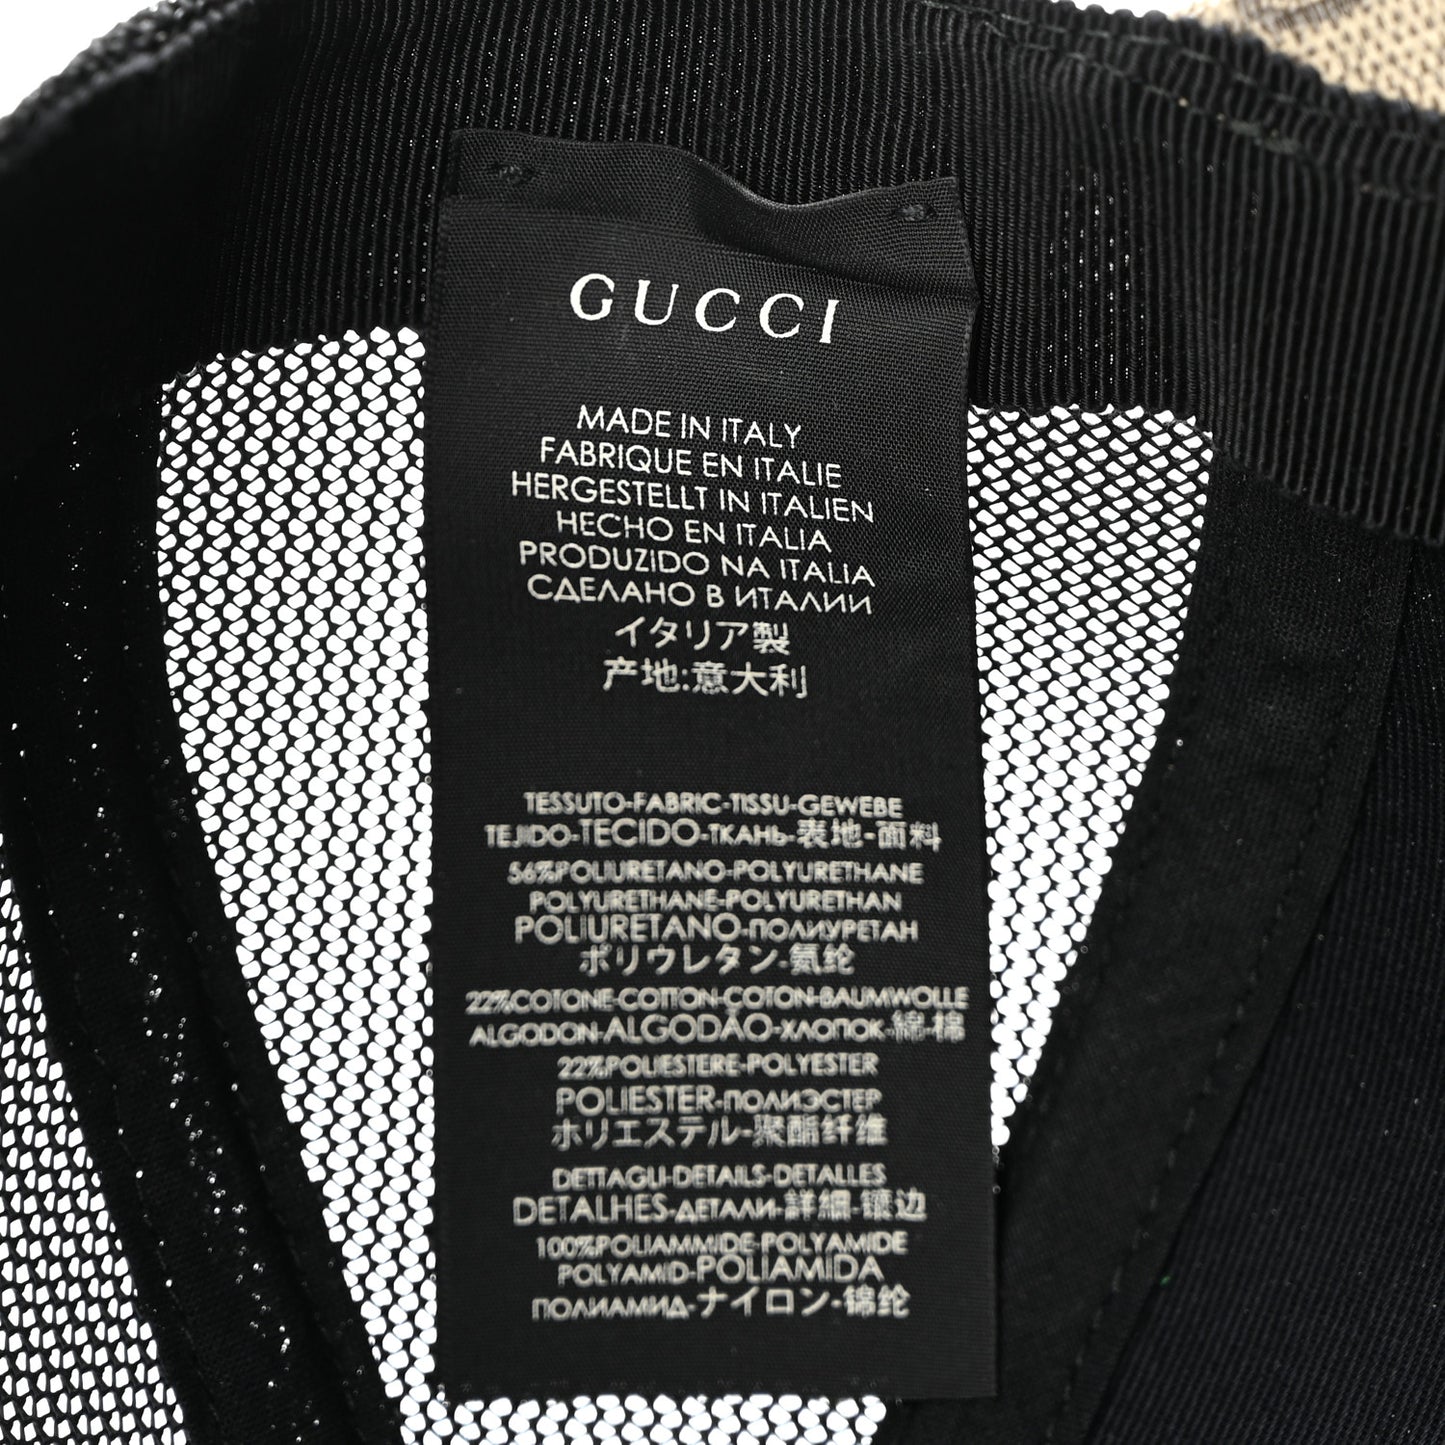 GUCCI
MADE IN ITALY
FABRIQUE EN ITALIE
HERGESTELLT IN ITALIEN
HECHO EN ITALIA
PRODUZIDO NA ITALIA
СДЕЛАНО В ИТАЛИИ
イタリア製
产地:意大利
TESSUTO-FABRIC-TISSU-GEWEBE
TEJIDO-TECIDO-ТКАНЬ-表地-面料
56%POLIURETANO-POLYURETHANE
POLYURETHANE-POLYURETHAN
POLIURETANO-ПОЛИУРЕТАН
ポリウレタン-氨纶
22%COTONE-COTTON-COTON-BAUMWOLLE
ALGODON-ALGODÃO-ХЛОПОК-綿-棉
22%POLIESTERE-POLYESTER
POLIESTER-ПОЛИЭСТЕР
ポリエステル-聚酯纤维
DETTAGLI-DETAILS-DETALLES
DETALHES-ДЕТАЛИ-詳細-镶边
100%POLIAMMIDE-POLYAMIDE
POLYAMID-POLIAMIDA
ПОЛИАМИД-ナイロン-锦纶